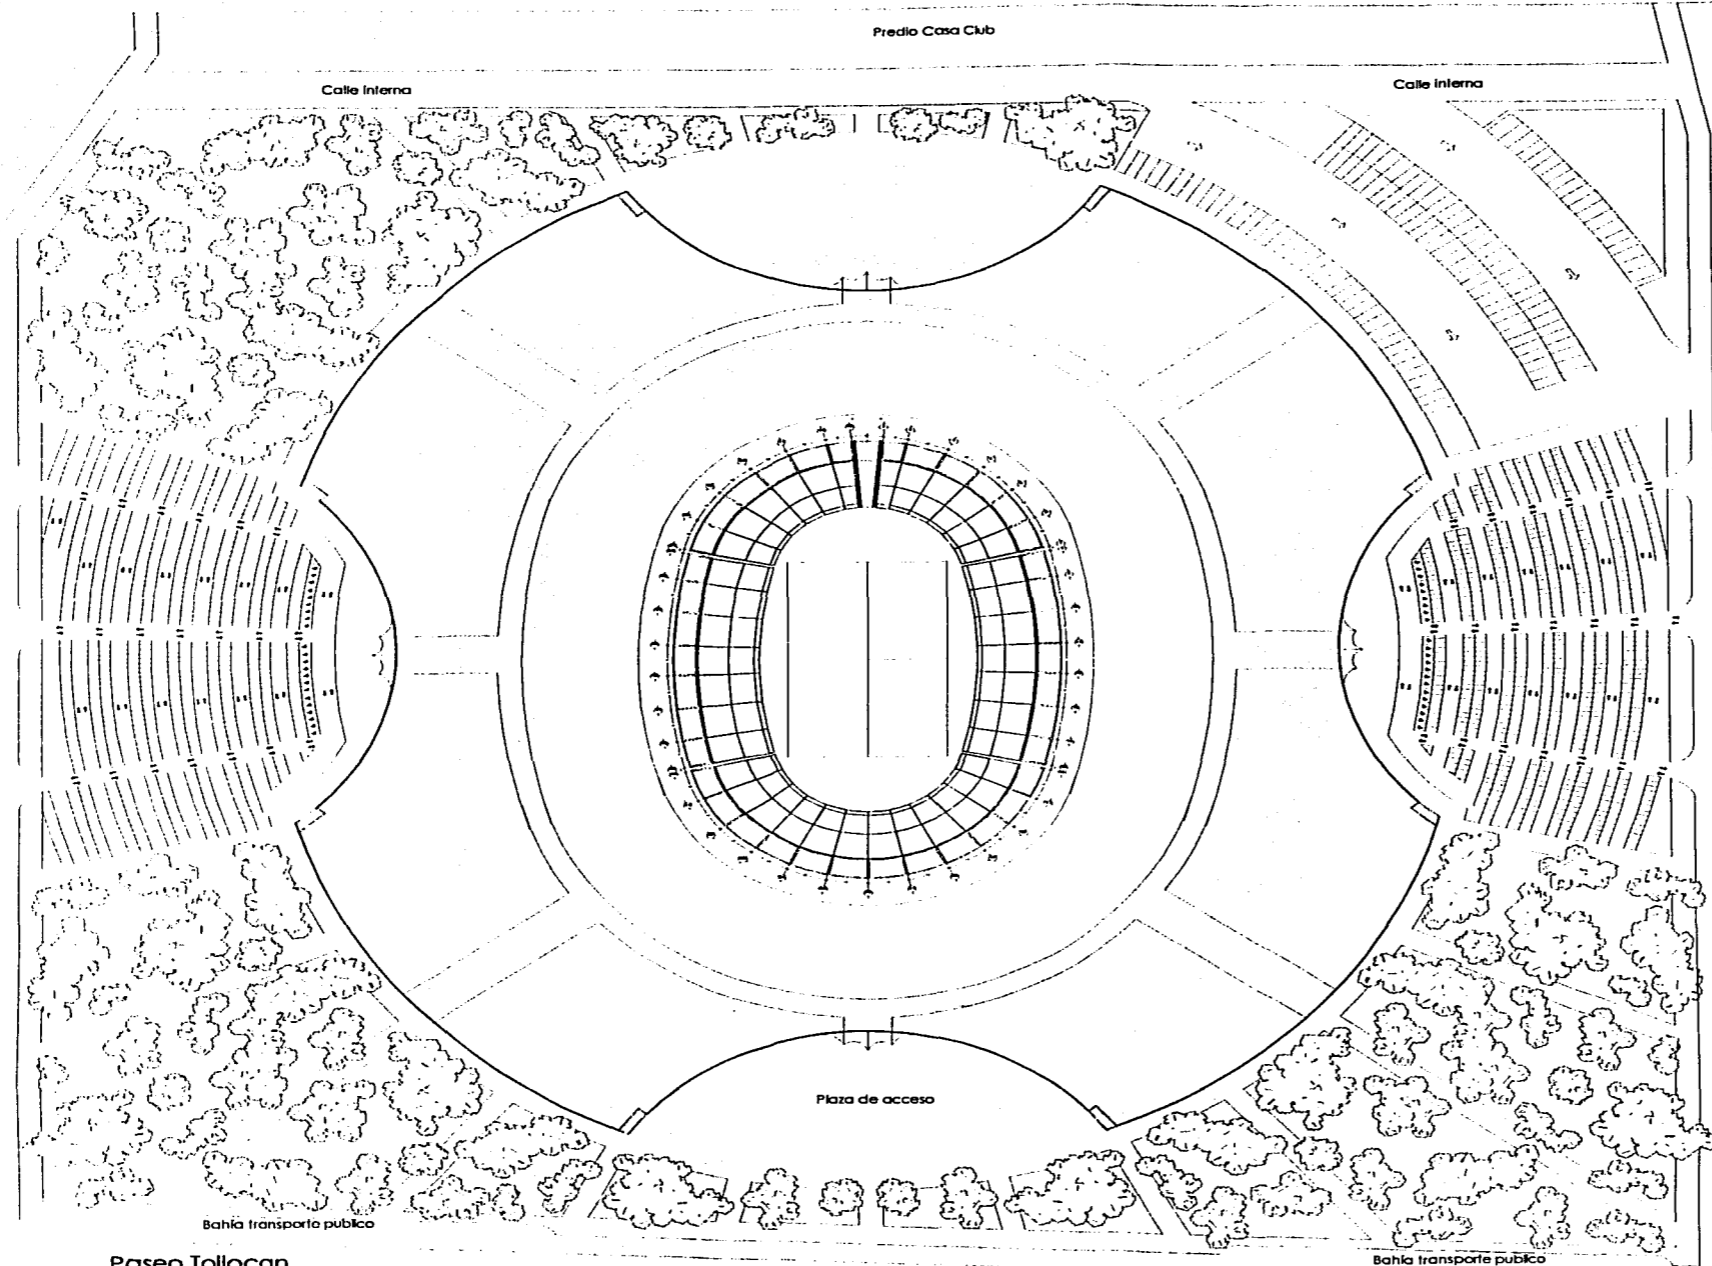 Predio Casa Club
Calle interna
Calle interna
Plaza de acceso
Bahía transporte publico
Paseo Tollocan
Bahía transporte publico